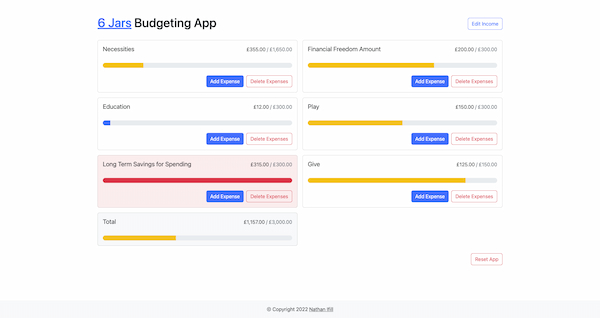 6 Jars Budgeting App
Edit Income
Necessities £355.00 / £1,650.00
Add Expense Delete Expenses
Financial Freedom Amount £200.00 / £300.00
Add Expense Delete Expenses
Education £12.00 / £300.00
Add Expense Delete Expenses
Play £150.00 / £300.00
Add Expense Delete Expenses
Long Term Savings for Spending £315.00 / £300.00
Add Expense Delete Expenses
Give £125.00 / £150.00
Add Expense Delete Expenses
Total £1,157.00 / £3,000.00
Reset App
© Copyright 2022 Nathan